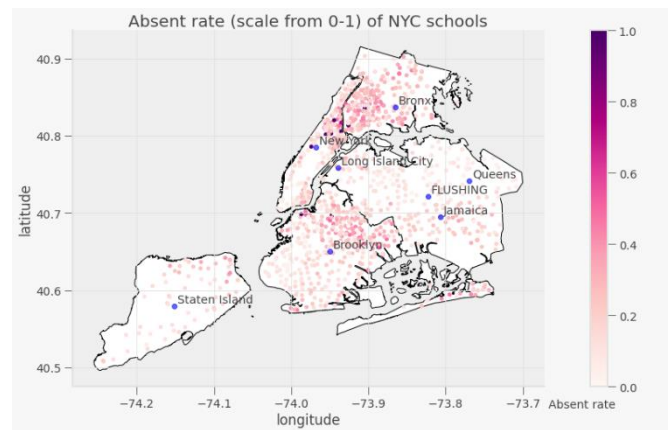 Absent rate (scale from 0-1) of NYC schools
40.9
40.8
40.7
40.6
40.5
latitude
Bronx
New York
Long Island City
Queens
FLUSHING
Jamaica
Brooklyn
Staten Island
−74.2
−74.1
−74.0
−73.9
−73.8
−73.7
longitude
1.0
0.8
0.6
0.4
0.2
0.0
Absent rate